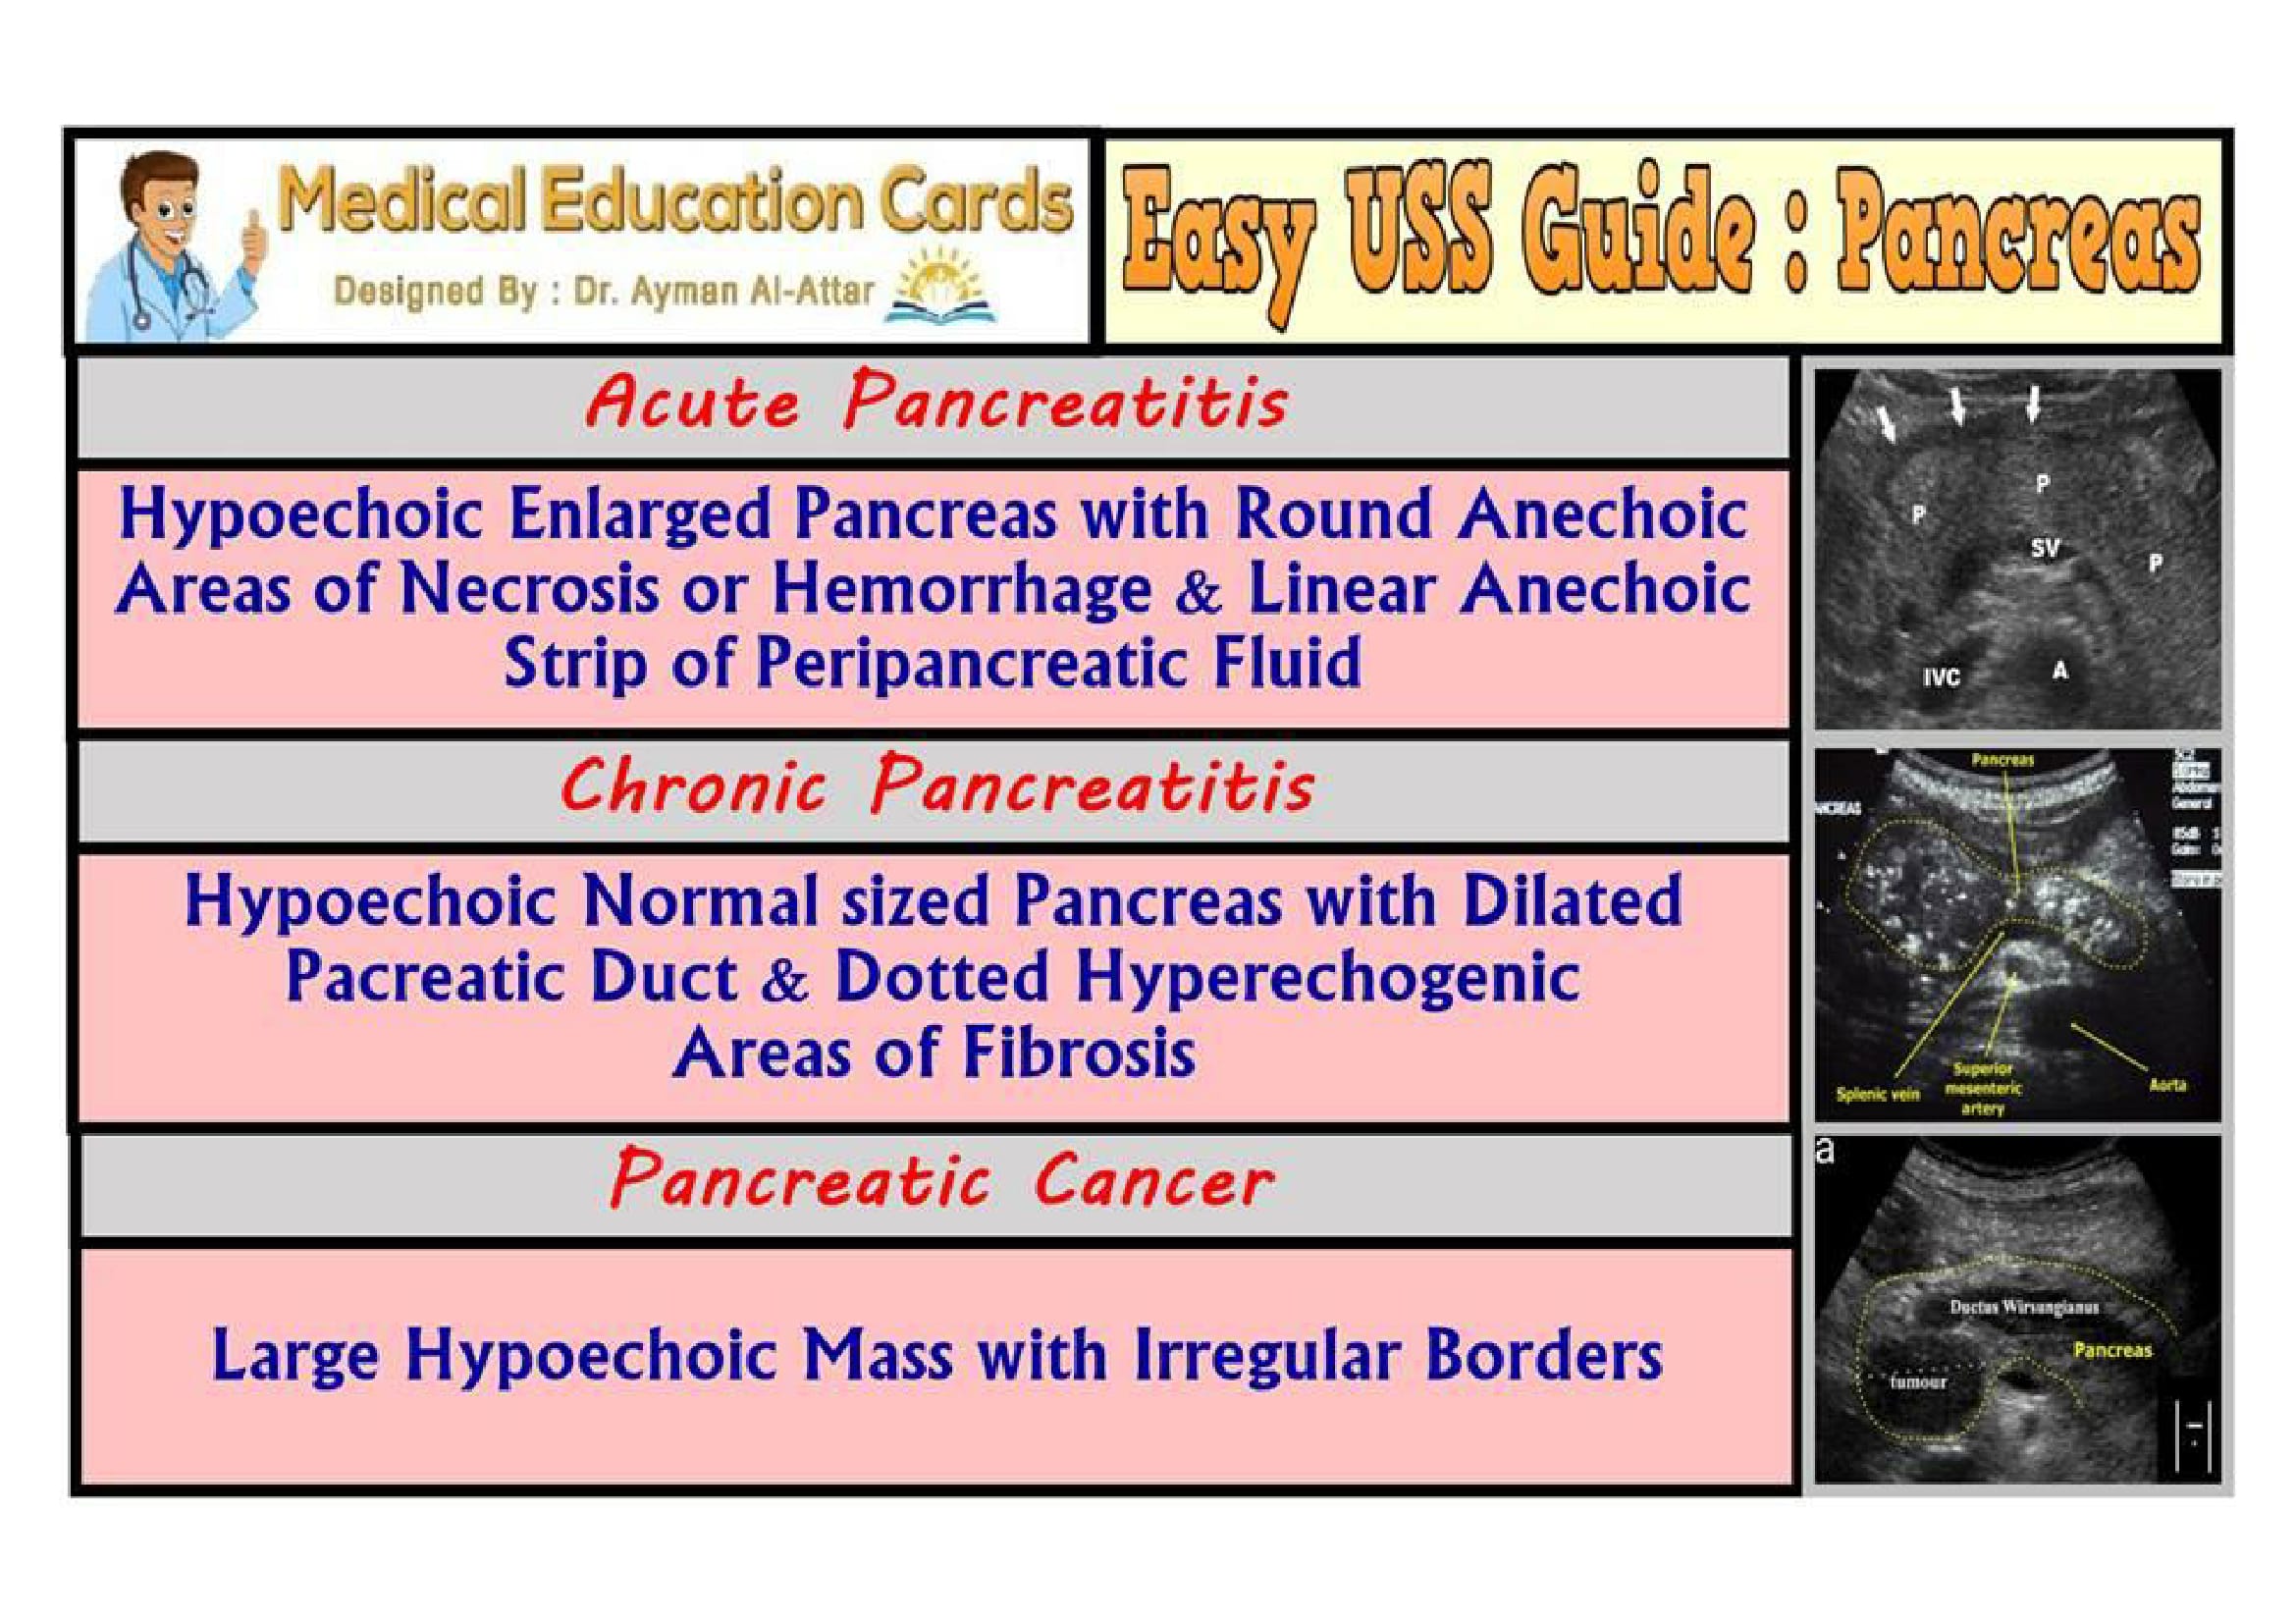 Medical Education Cards
Designed By : Dr. Ayman Al-Attar
Easy USS Guide : Pancreas
Acute Pancreatitis
Hypoechoic Enlarged Pancreas with Round Anechoic
Areas of Necrosis or Hemorrhage & Linear Anechoic
Strip of Peripancreatic Fluid
P
P
SV
P
IVC
A
Chronic Pancreatitis
Hypoechoic Normal sized Pancreas with Dilated
Pacreatic Duct & Dotted Hyperechogenic
Areas of Fibrosis
Pancreas
General
Splenic vein
Superior
mesenteric
artery
Aorta
Pancreatic Cancer
Large Hypoechoic Mass with Irregular Borders
a
Ductus Wirsungianus
Pancreas
tumour